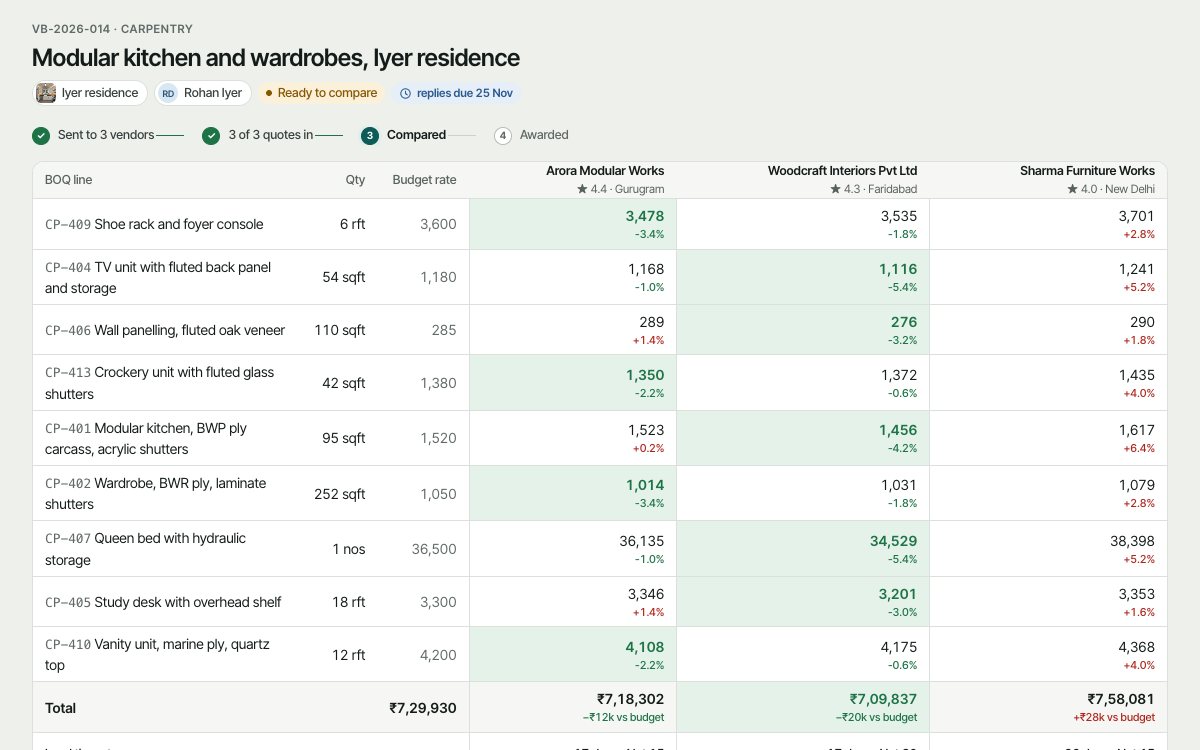 VB-2026-014 · CARPENTRY
Modular kitchen and wardrobes, Iyer residence
Iyer residence
RD Rohan Iyer
Ready to compare
replies due 25 Nov
Sent to 3 vendors
3 of 3 quotes in
3 Compared
4 Awarded
BOQ line Qty Budget rate Arora Modular Works Woodcraft Interiors Pvt Ltd Sharma Furniture Works
★ 4.4 · Gurugram ★ 4.3 · Faridabad ★ 4.0 · New Delhi
CP-409 Shoe rack and foyer console 6 rft 3,600 3,478 3,535 3,701
-3.4% -1.8% +2.8%
CP-404 TV unit with fluted back panel
and storage 54 sqft 1,180 1,168 1,116 1,241
-1.0% -5.4% +5.2%
CP-406 Wall panelling, fluted oak veneer 110 sqft 285 289 276 290
+1.4% -3.2% +1.8%
CP-413 Crockery unit with fluted glass
shutters 42 sqft 1,380 1,350 1,372 1,435
-2.2% -0.6% +4.0%
CP-401 Modular kitchen, BWP ply
carcass, acrylic shutters 95 sqft 1,520 1,523 1,456 1,617
+0.2% -4.2% +6.4%
CP-402 Wardrobe, BWR ply, laminate
shutters 252 sqft 1,050 1,014 1,031 1,079
-3.4% -1.8% +2.8%
CP-407 Queen bed with hydraulic
storage 1 nos 36,500 36,135 34,529 38,398
-1.0% -5.4% +5.2%
CP-405 Study desk with overhead shelf 18 rft 3,300 3,346 3,201 3,353
+1.4% -3.0% +1.6%
CP-410 Vanity unit, marine ply, quartz
top 12 rft 4,200 4,108 4,175 4,368
-2.2% -0.6% +4.0%
Total ₹7,29,930 ₹7,18,302 ₹7,09,837 ₹7,58,081
−₹12k vs budget −₹20k vs budget +₹28k vs budget